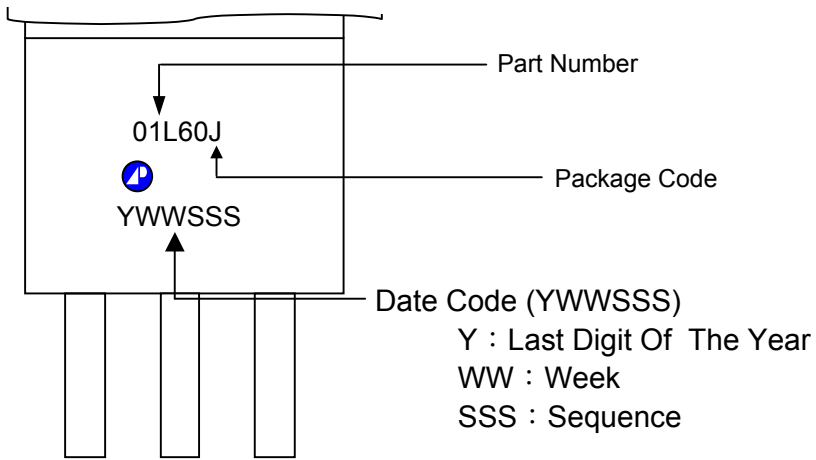 Part Number
01L60J
Package Code
YWWSSS
Date Code (YWWSSS)
Y：Last Digit Of The Year
WW：Week
SSS：Sequence